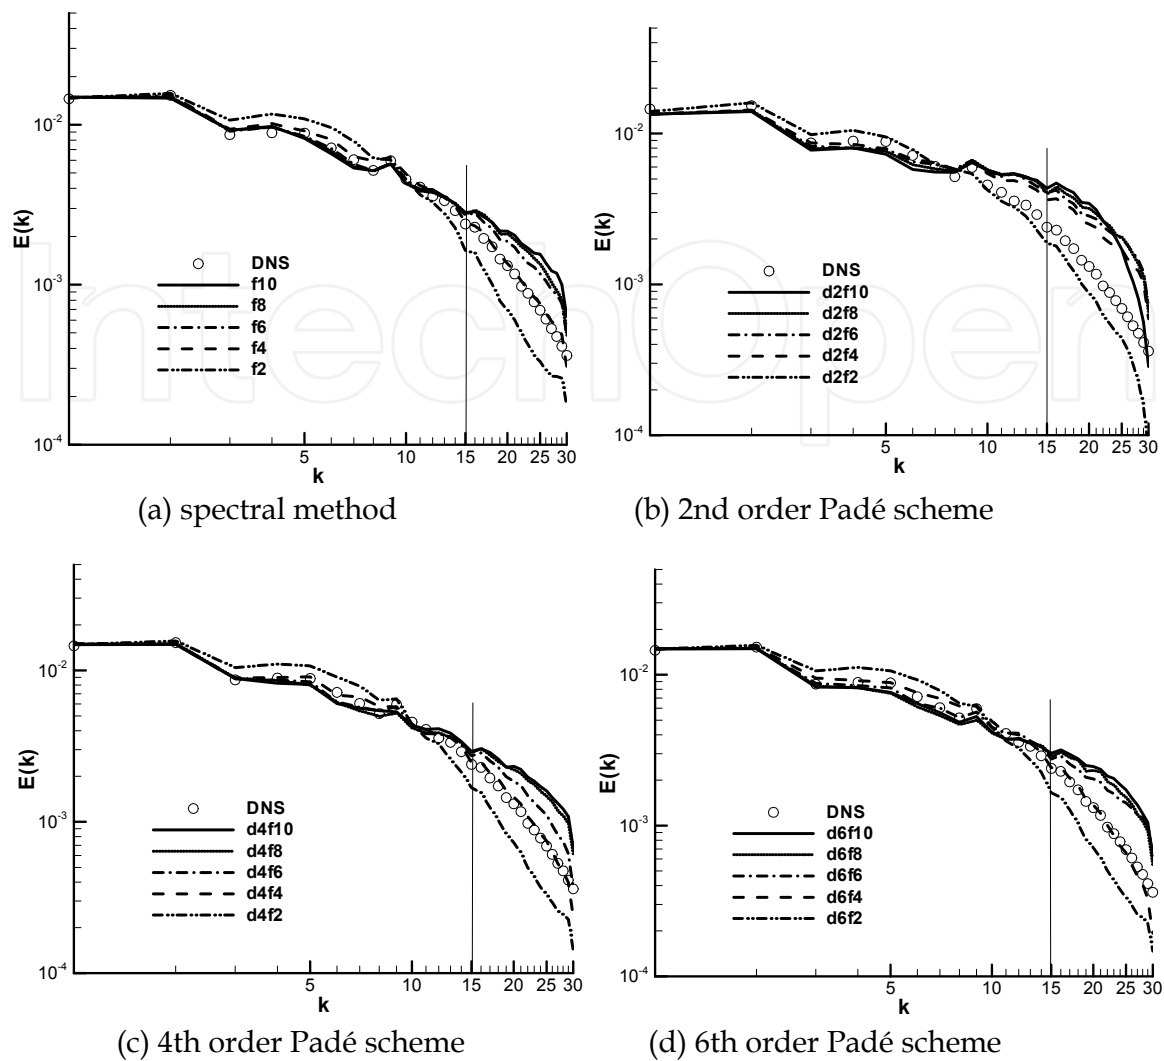 10^-2
10^-3
10^-4
E(k)
DNS
f10
f8
f6
f4
f2
5 10 15 20 25 30
k
(a) spectral method
10^-2
10^-3
10^-4
E(k)
DNS
d2f10
d2f8
d2f6
d2f4
d2f2
5 10 15 20 25 30
k
(b) 2nd order Padé scheme
10^-2
10^-3
10^-4
E(k)
DNS
d4f10
d4f8
d4f6
d4f4
d4f2
5 10 15 20 25 30
k
(c) 4th order Padé scheme
10^-2
10^-3
10^-4
E(k)
DNS
d6f10
d6f8
d6f6
d6f4
d6f2
5 10 15 20 25 30
k
(d) 6th order Padé scheme
IntechOpen